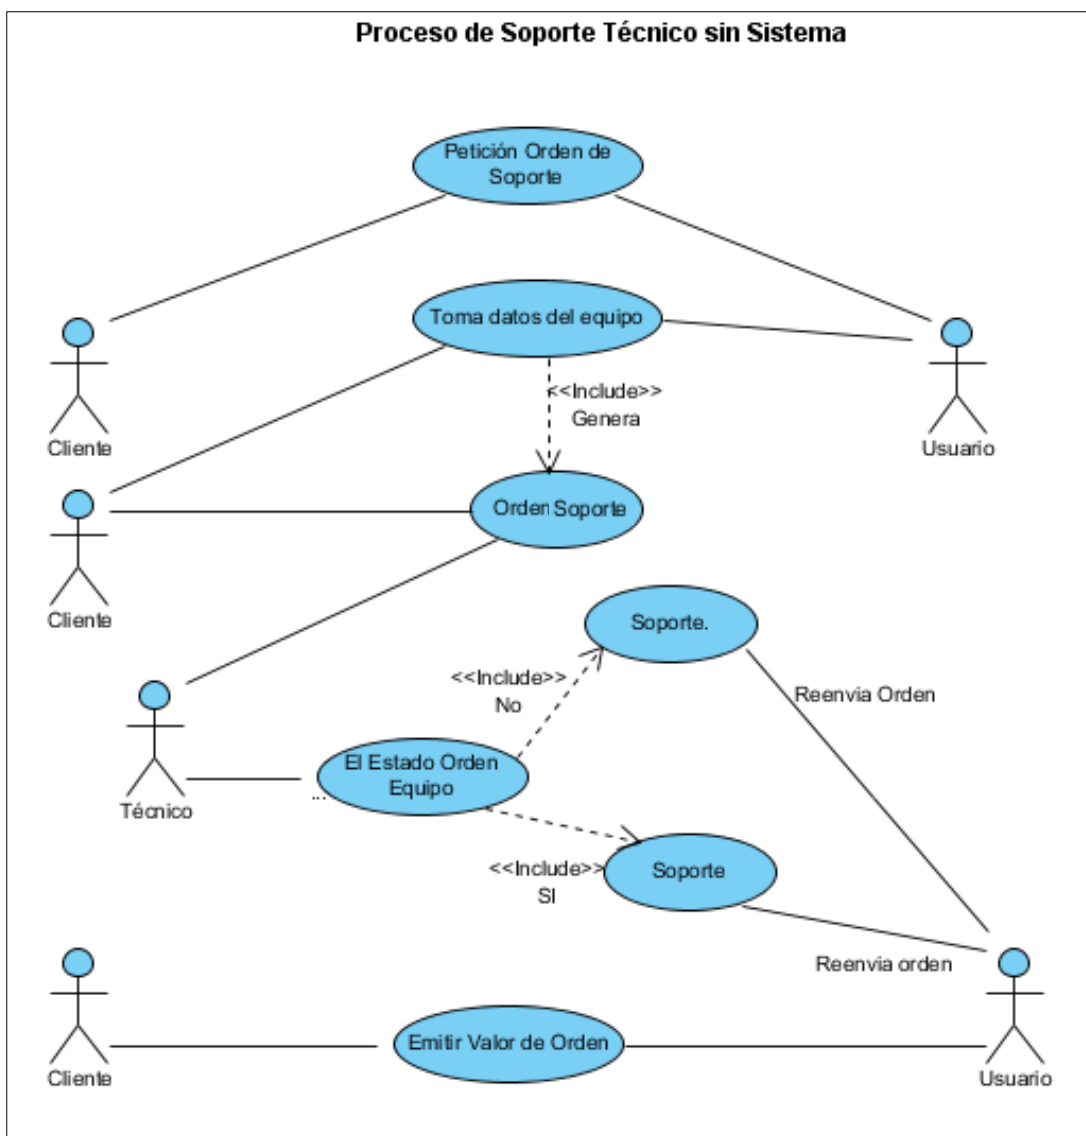 Proceso de Soporte Técnico sin Sistema
Petición Orden de
Soporte
Toma datos del equipo
<<Include>>
Genera
Cliente
Usuario
Orden Soporte
Cliente
Soporte.
<<Include>>
No
Reenvia Orden
El Estado Orden
Equipo
...
Técnico
<<Include>>
SI
Soporte
Reenvia orden
Emitir Valor de Orden
Cliente
Usuario